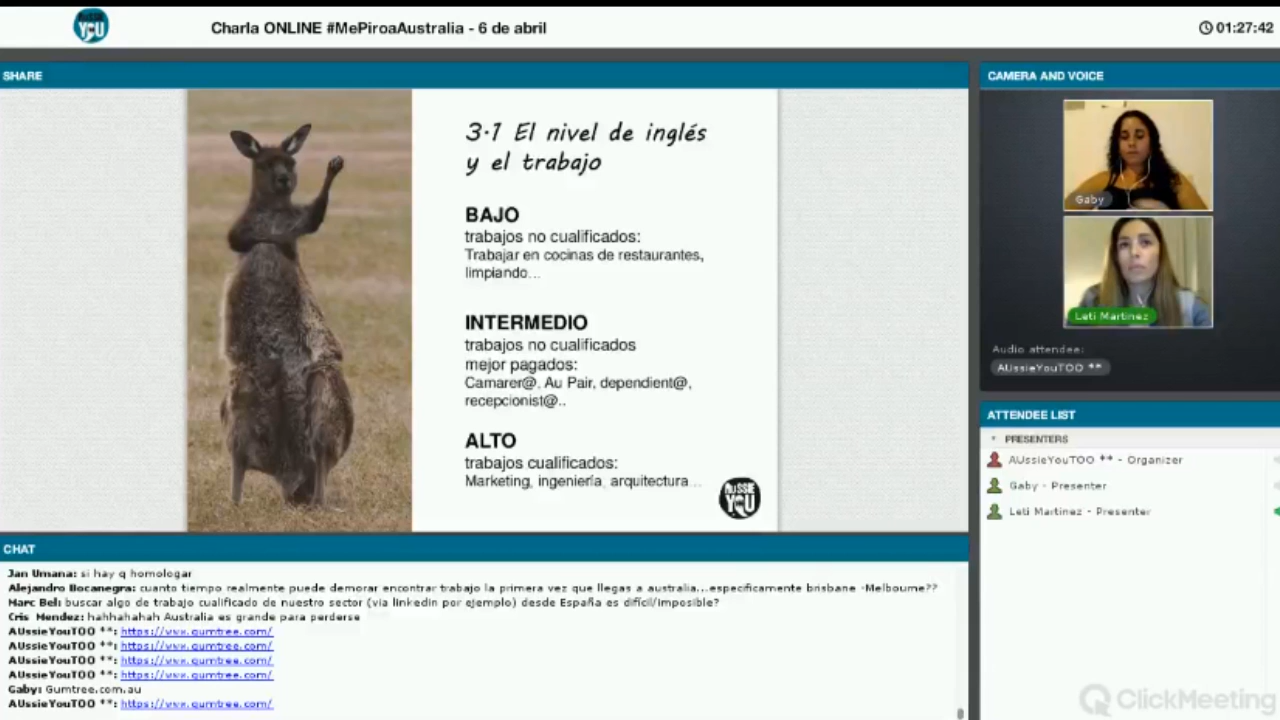 AUSSIE YOU
Charla ONLINE #MePiroaAustralia - 6 de abril
01:27:42
SHARE
3·1 El nivel de inglés
y el trabajo
BAJO
trabajos no cualificados:
Trabajar en cocinas de restaurantes,
limpiando...
INTERMEDIO
trabajos no cualificados
mejor pagados:
Camarer@, Au Pair, dependient@,
recepcionist@..
ALTO
trabajos cualificados:
Marketing, ingeniería, arquitectura...
AUSSIE YOU
CAMERA AND VOICE
Gaby
Leti Martinez
Audio attendee:
AUssieYouTOO **
ATTENDEE LIST
PRESENTERS
AUssieYouTOO ** - Organizer
Gaby - Presenter
Leti Martinez - Presenter
CHAT
Jan Umana: si hay q homologar
Alejandro Bocanegra: cuanto tiempo realmente puede demorar encontrar trabajo la primera vez que llegas a australia...especificamente brisbane -Melbourne??
Marc Bel: buscar algo de trabajo cualificado de nuestro sector (via linkedin por ejemplo) desde España es difícil/imposible?
Cris Mendez: hahhahahah Australia es grande para perderse
AUssieYouTOO **: https://www.gumtree.com/
AUssieYouTOO **: https://www.gumtree.com/
AUssieYouTOO **: https://www.gumtree.com/
AUssieYouTOO **: https://www.gumtree.com/
Gaby: Gumtree.com.au
AUssieYouTOO **: https://www.gumtree.com/
ClickMeeting